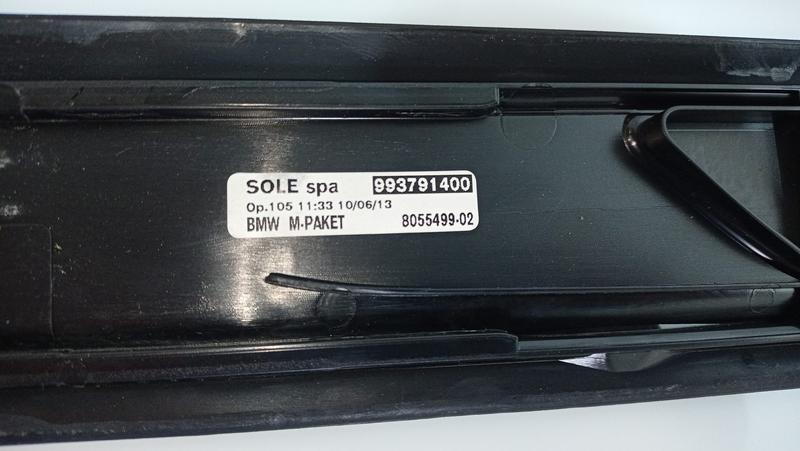 SOLE spa 993791400
Op.105 11:33 10/06/13
BMW M-PAKET 8055499-02